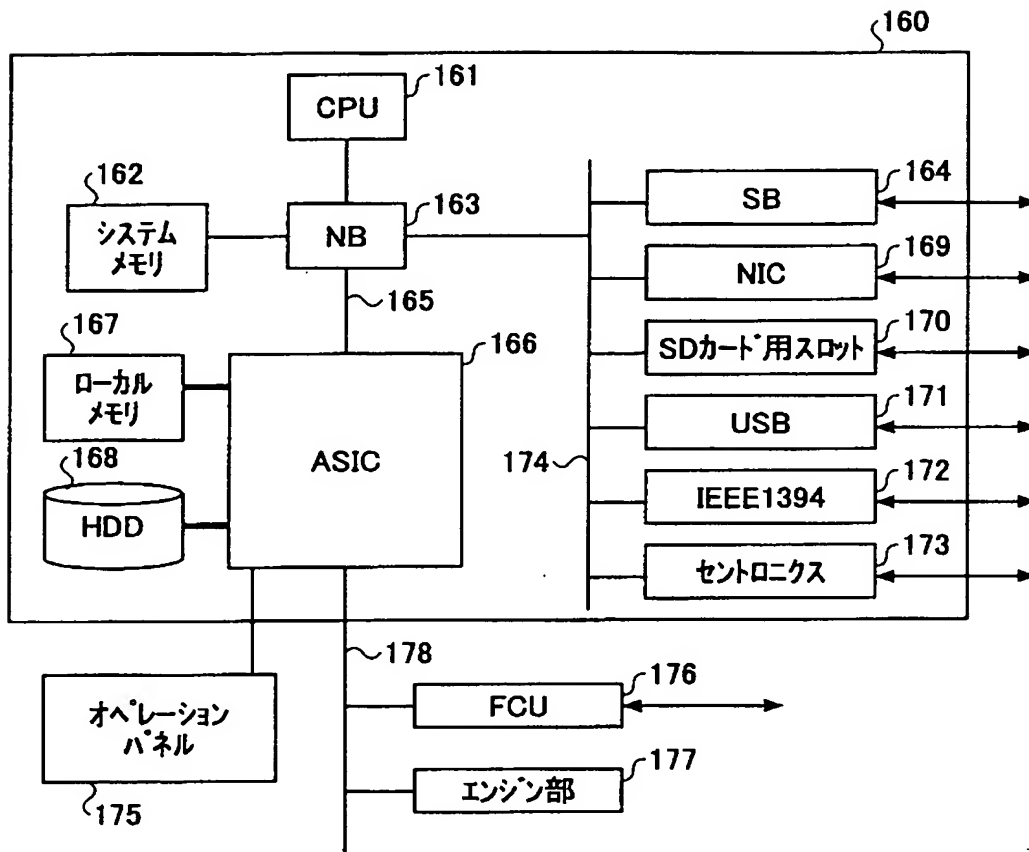 160
CPU
161
162
システム
メモリ
NB
163
SB
164
NIC
169
165
167
ローカル
メモリ
ASIC
166
SDカード用スロット
170
USB
171
168
HDD
174
IEEE1394
172
セントロニクス
173
178
オペレーション
パネル
175
FCU
176
エンジン部
177